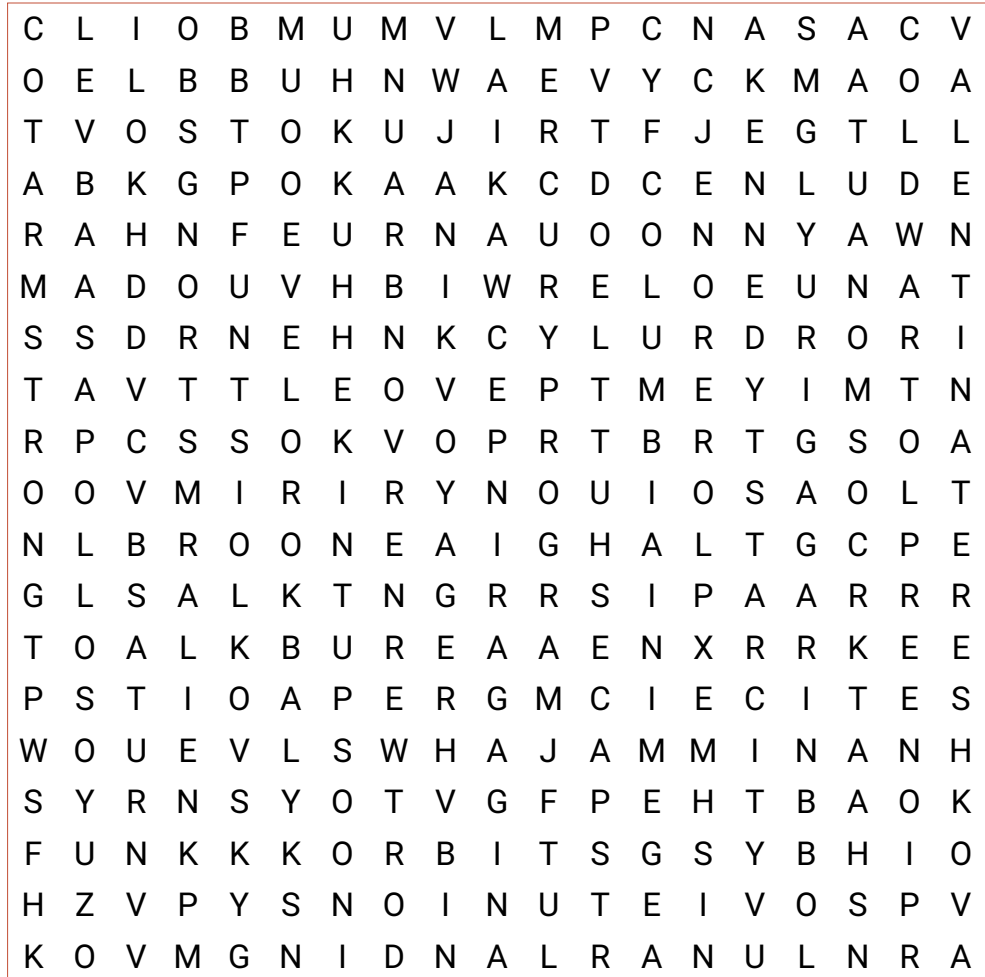 C L I O B M U M V L M P C N A S A C V
O E L B B U H N W A E V Y C K M A O A
T V O S T O K U J I R T F J E G T L L
A B K G P O K A A K C D C E N L U D E
R A H N F E U R N A U O O N N Y A W N
M A D O U V H B I W R E L O E U N A T
S S D R N E H N K C Y L U R D R O R I
T A V T T L E O V E P T M E Y I M T N
R P C S S O K V O P R T B R T G S O A
O O V M I R I R Y N O U I O S A O L T
N L B R O O N E A I G H A L T G C P E
G L S A L K T N G R R S I P A A R R R
T O A L K B U R E A A E N X R R K E E
P S T I O A P E R G M C I E C I T E S
W O U E V L S W H A J A M M I N A N H
S Y R N S Y O T V G F P E H T B A O K
F U N K K K O R B I T S G S Y B H I O
H Z V P Y S N O I N U T E I V O S P V
K O V M G N I D N A L R A N U L N R A